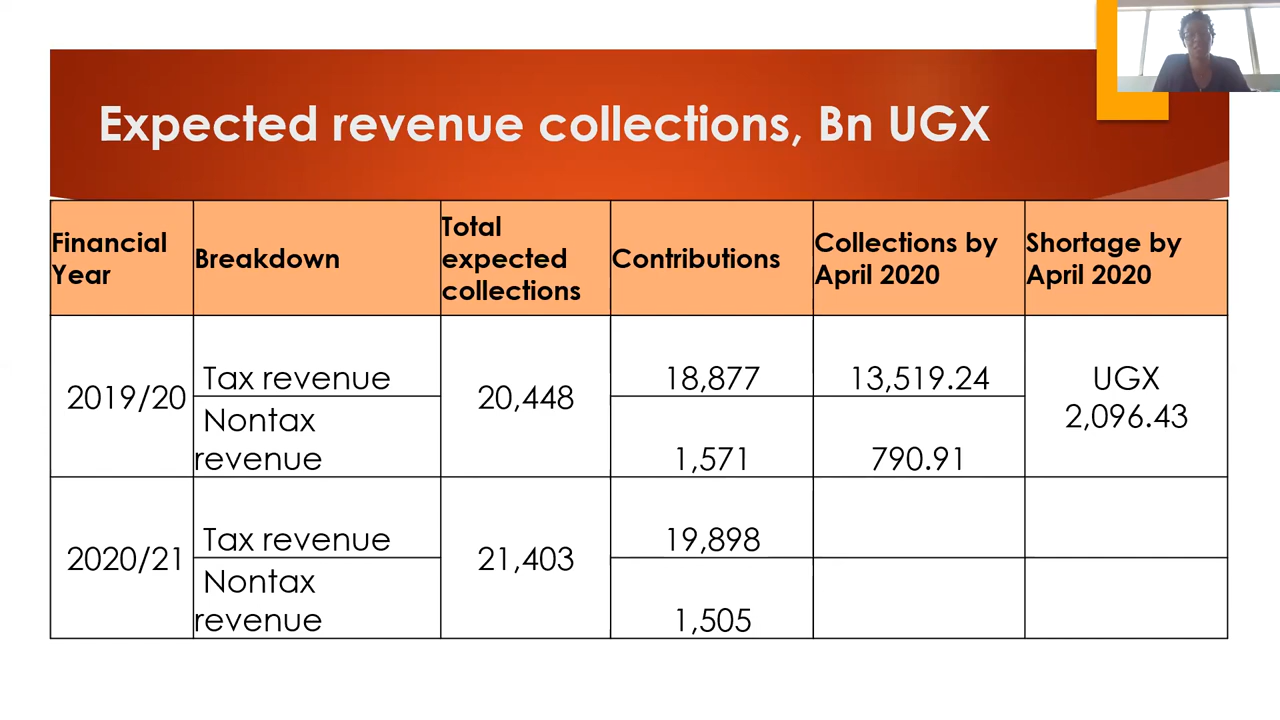 Expected revenue collections, Bn UGX
Financial
Year
Breakdown
Total
expected
collections
Contributions
Collections by
April 2020
Shortage by
April 2020
2019/20
Tax revenue
20,448
18,877
13,519.24
UGX
2,096.43
Nontax
revenue
1,571
790.91
2020/21
Tax revenue
21,403
19,898
Nontax
revenue
1,505